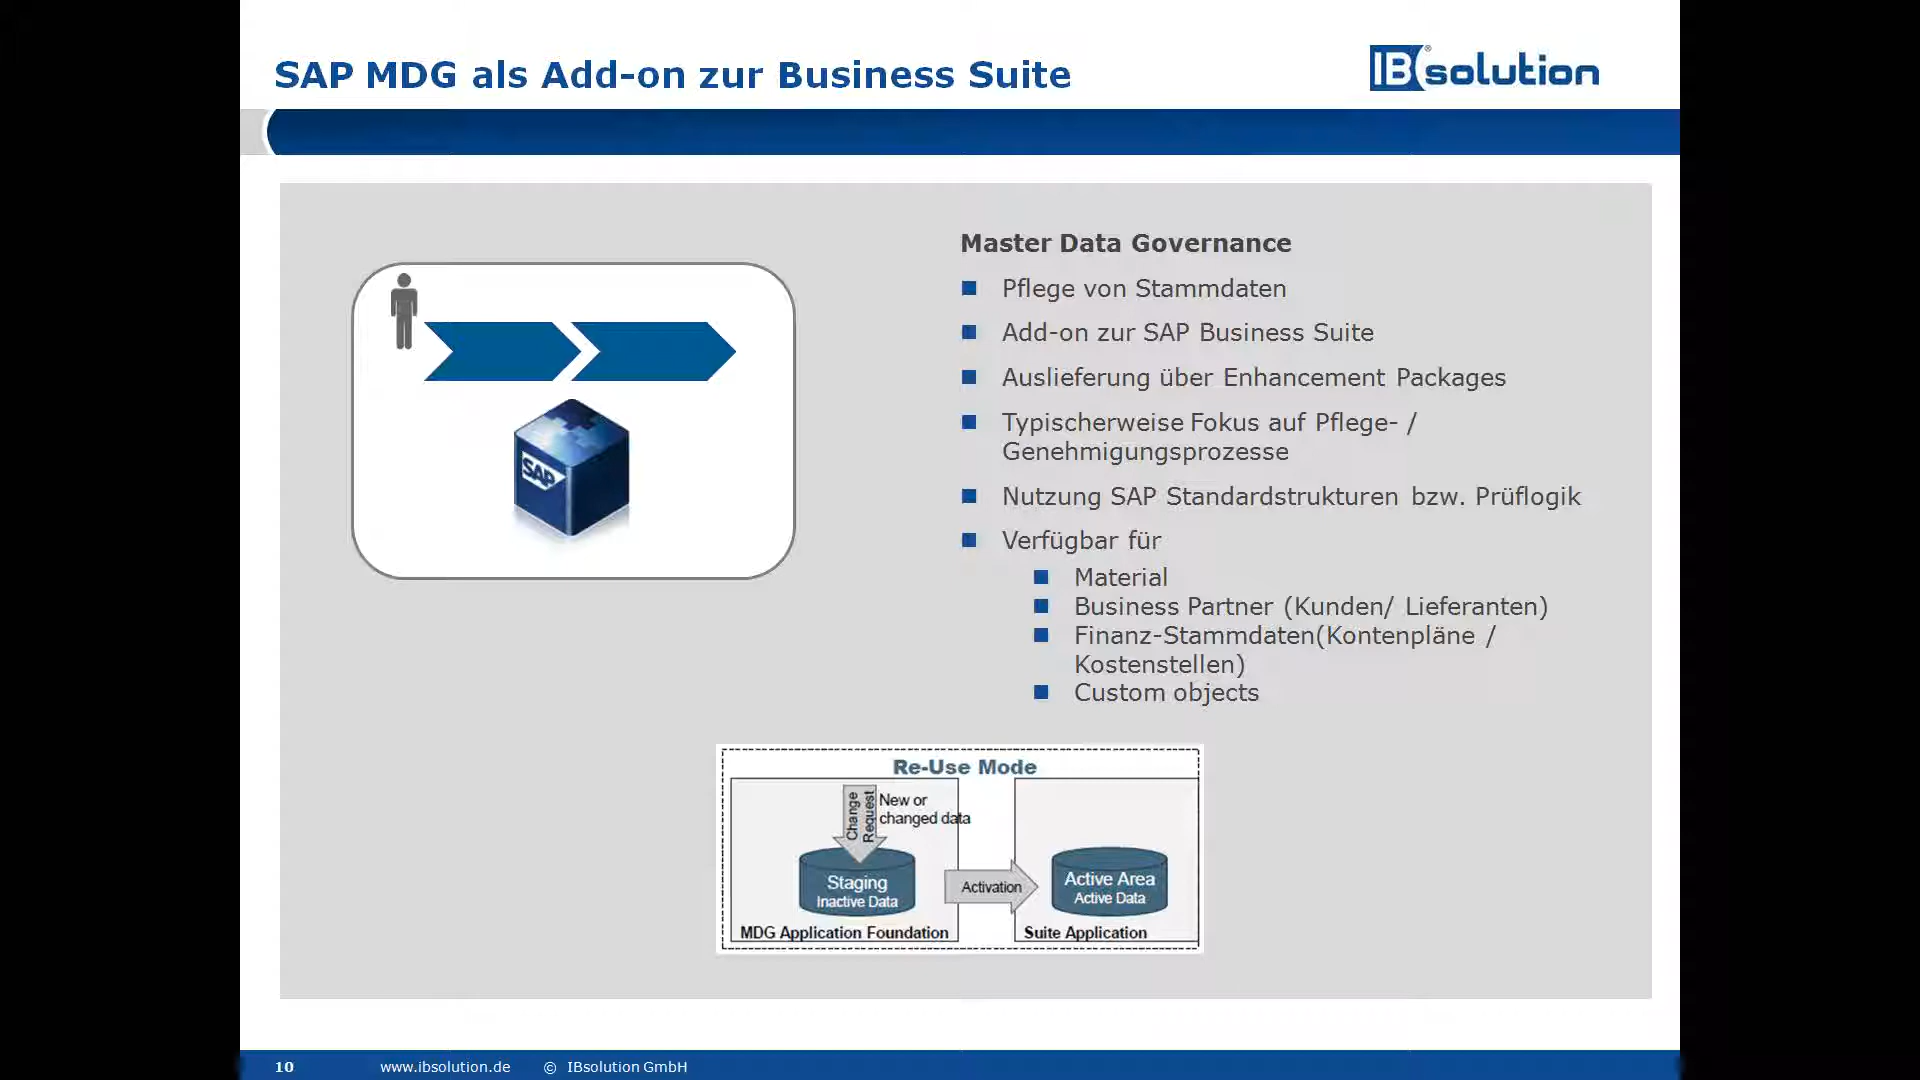 SAP MDG als Add-on zur Business Suite
IBsolution®
Master Data Governance
Pflege von Stammdaten
Add-on zur SAP Business Suite
Auslieferung über Enhancement Packages
Typischerweise Fokus auf Pflege- /
Genehmigungsprozesse
Nutzung SAP Standardstrukturen bzw. Prüflogik
Verfügbar für
Material
Business Partner (Kunden/ Lieferanten)
Finanz-Stammdaten(Kontenpläne /
Kostenstellen)
Custom objects
SAP
Re-Use Mode
Change
Request
New or
changed data
Staging
Inactive Data
Activation
Active Area
Active Data
MDG Application Foundation
Suite Application
10 www.ibsolution.de © IBsolution GmbH